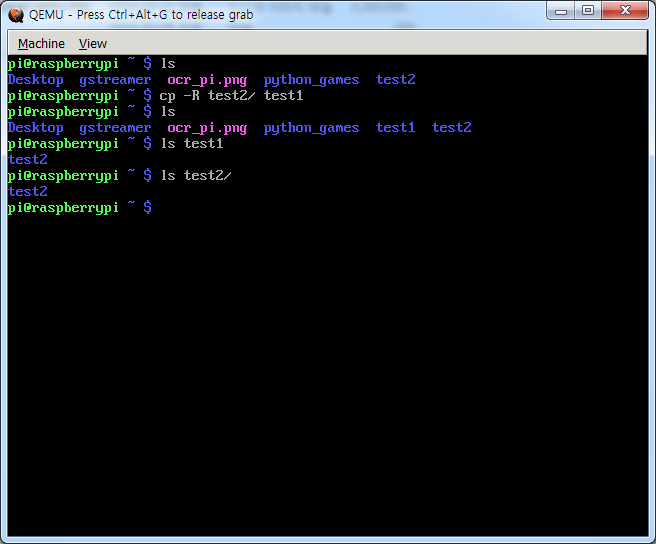 QEMU - Press Ctrl+Alt+G to release grab
Machine View
pi@raspberrypi ~ $ ls
Desktop gstreamer ocr_pi.png python_games test2
pi@raspberrypi ~ $ cp -R test2/ test1
pi@raspberrypi ~ $ ls
Desktop gstreamer ocr_pi.png python_games test1 test2
pi@raspberrypi ~ $ ls test1
test2
pi@raspberrypi ~ $ ls test2/
test2
pi@raspberrypi ~ $